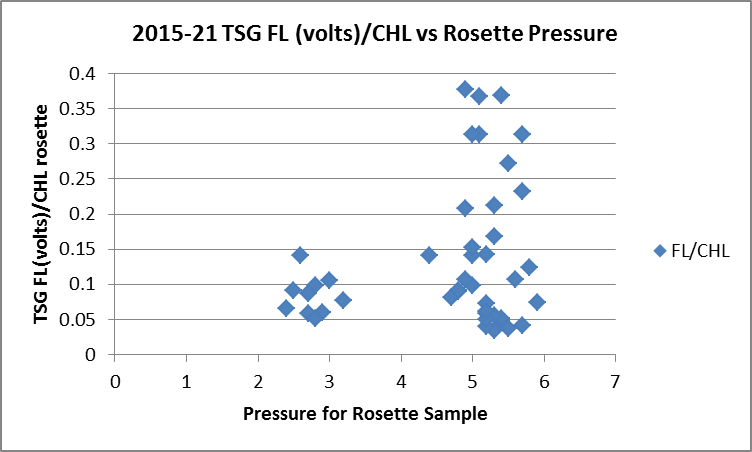 2015-21 TSG FL (volts)/CHL vs Rosette Pressure
TSG FL(volts)/CHL rosette
0.4
0.35
0.3
0.25
0.2
0.15
0.1
0.05
0
0 1 2 3 4 5 6 7
Pressure for Rosette Sample
FL/CHL